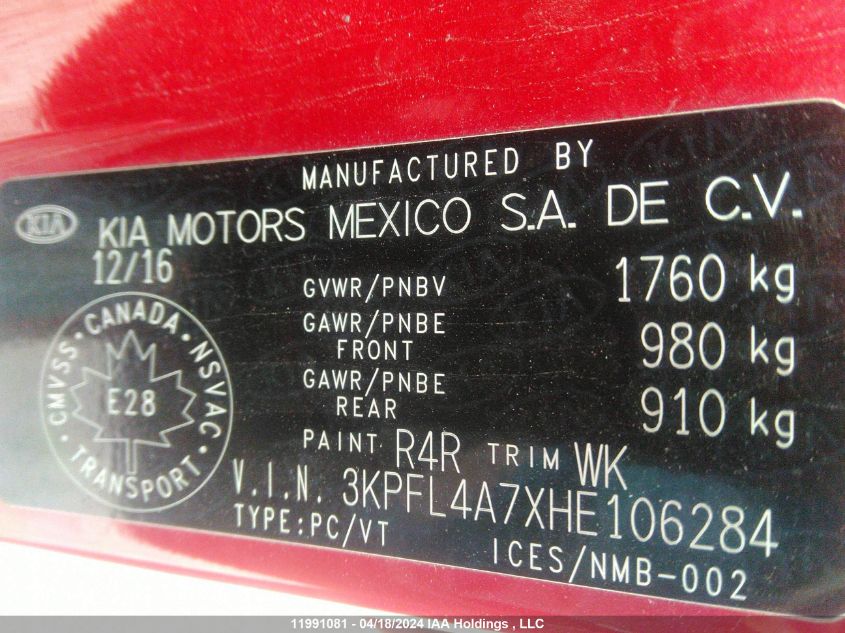 MANUFACTURED BY
KIA
KIA MOTORS MEXICO S.A. DE C.V.
12/16
GVWR/PNBV 1760 kg
GAWR/PNBE FRONT 980 kg
GAWR/PNBE REAR 910 kg
CANADA NSVAC TRANSPORT CMVSS
E28
PAINT R4R TRIM WK
V.I.N. 3KPFL4A7XHE106284
TYPE:PC/VT ICES/NMB-002
11991081 - 04/18/2024 IAA Holdings , LLC